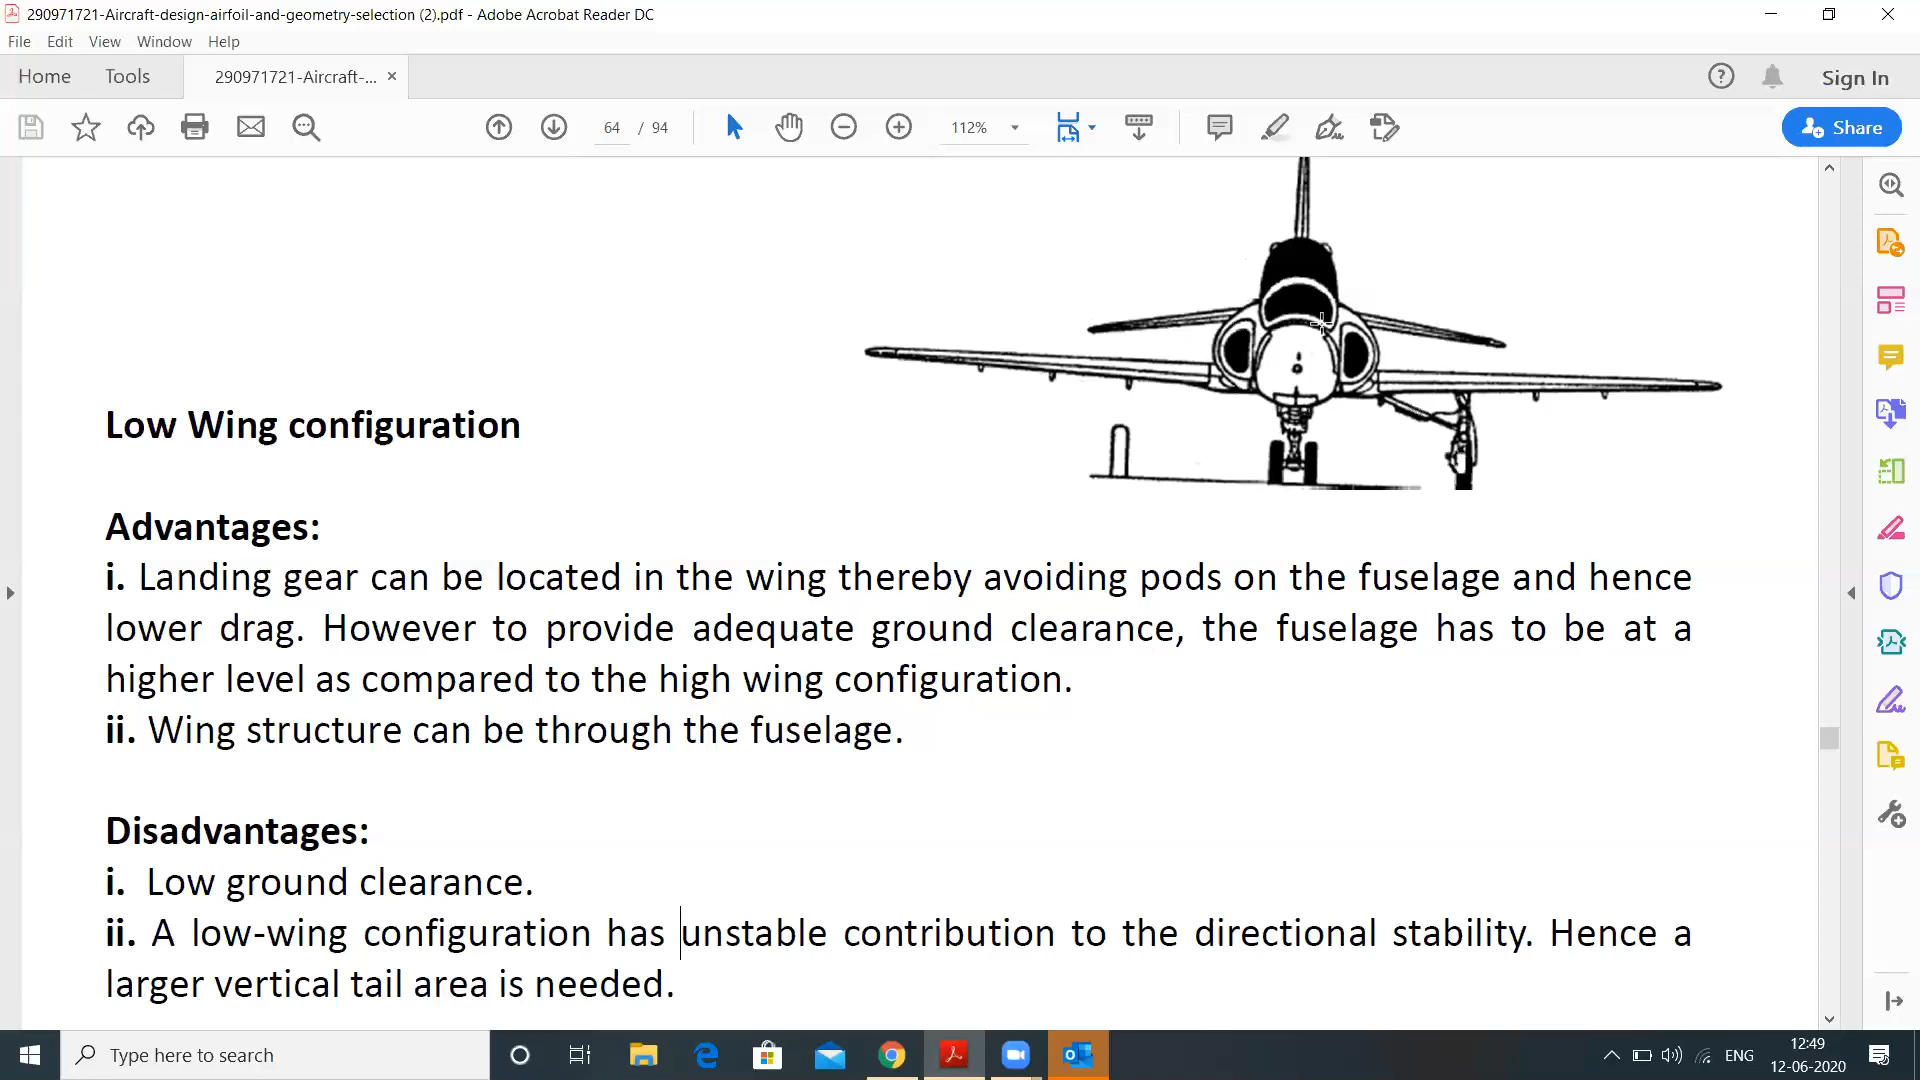 290971721-Aircraft-design-airfoil-and-geometry-selection (2).pdf - Adobe Acrobat Reader DC
File Edit View Window Help
Home Tools 290971721-Aircraft-... × Sign In
64 / 94 112% Share
Low Wing configuration
Advantages:
i. Landing gear can be located in the wing thereby avoiding pods on the fuselage and hence
lower drag. However to provide adequate ground clearance, the fuselage has to be at a
higher level as compared to the high wing configuration.
ii. Wing structure can be through the fuselage.
Disadvantages:
i. Low ground clearance.
ii. A low-wing configuration has unstable contribution to the directional stability. Hence a
larger vertical tail area is needed.
Type here to search
ENG
12:49
12-06-2020